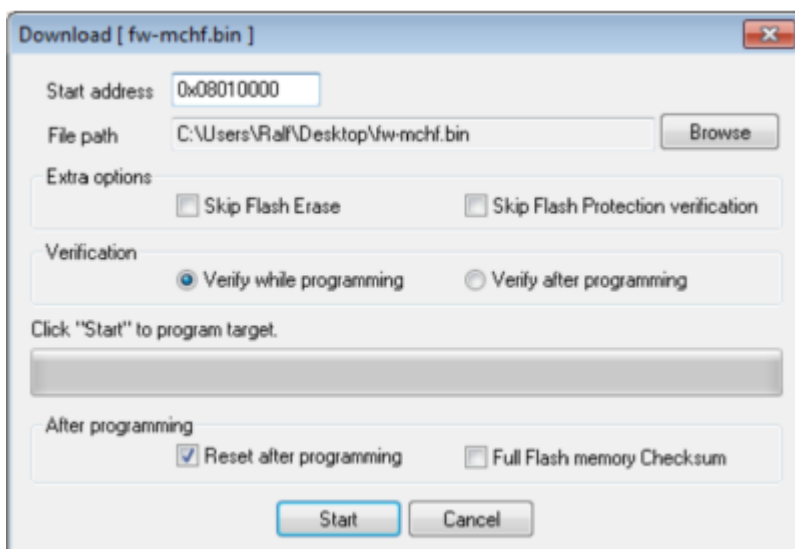 Download [ fw-mchf.bin ]
Start address 0x08010000
File path C:\Users\Ralf\Desktop\fw-mchf.bin Browse
Extra options
Skip Flash Erase Skip Flash Protection verification
Verification
Verify while programming Verify after programming
Click "Start" to program target.
After programming
Reset after programming Full Flash memory Checksum
Start Cancel